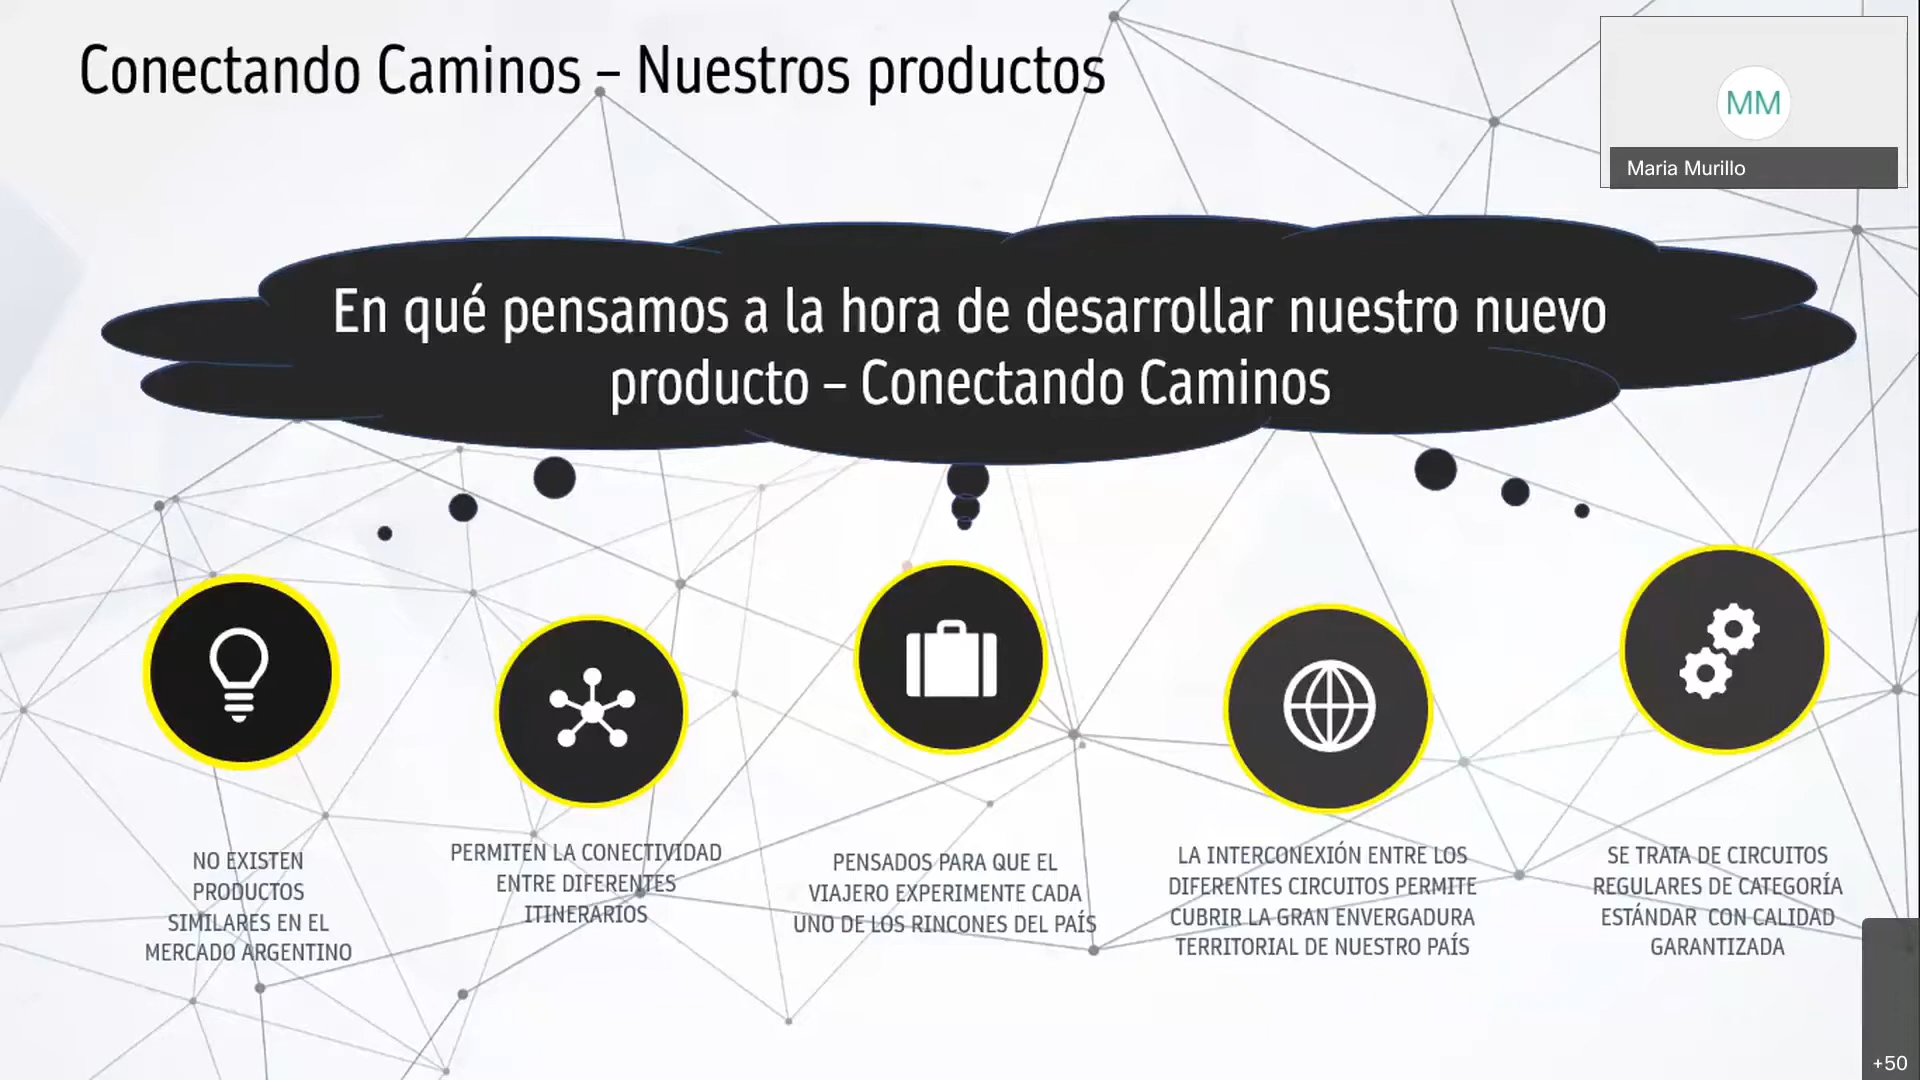 Conectando Caminos – Nuestros productos
MM
Maria Murillo
En qué pensamos a la hora de desarrollar nuestro nuevo
producto – Conectando Caminos
NO EXISTEN
PRODUCTOS
SIMILARES EN EL
MERCADO ARGENTINO
PERMITEN LA CONECTIVIDAD
ENTRE DIFERENTES
ITINERARIOS
PENSADOS PARA QUE EL
VIAJERO EXPERIMENTE CADA
UNO DE LOS RINCONES DEL PAÍS
LA INTERCONEXIÓN ENTRE LOS
DIFERENTES CIRCUITOS PERMITE
CUBRIR LA GRAN ENVERGADURA
TERRITORIAL DE NUESTRO PAÍS
SE TRATA DE CIRCUITOS
REGULARES DE CATEGORÍA
ESTÁNDAR CON CALIDAD
GARANTIZADA
+50